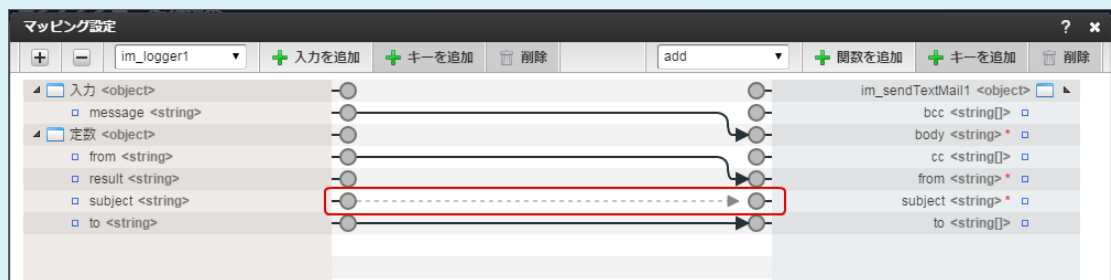 マッピング設定 ? ×
im_logger1 入力を追加 キーを追加 削除 add 関数を追加 キーを追加 削除
入力 <object> im_sendTextMail1 <object>
message <string> bcc <string[]>
定数 <object> body <string> *
from <string> cc <string[]>
result <string> from <string> *
subject <string> subject <string> *
to <string> to <string[]>